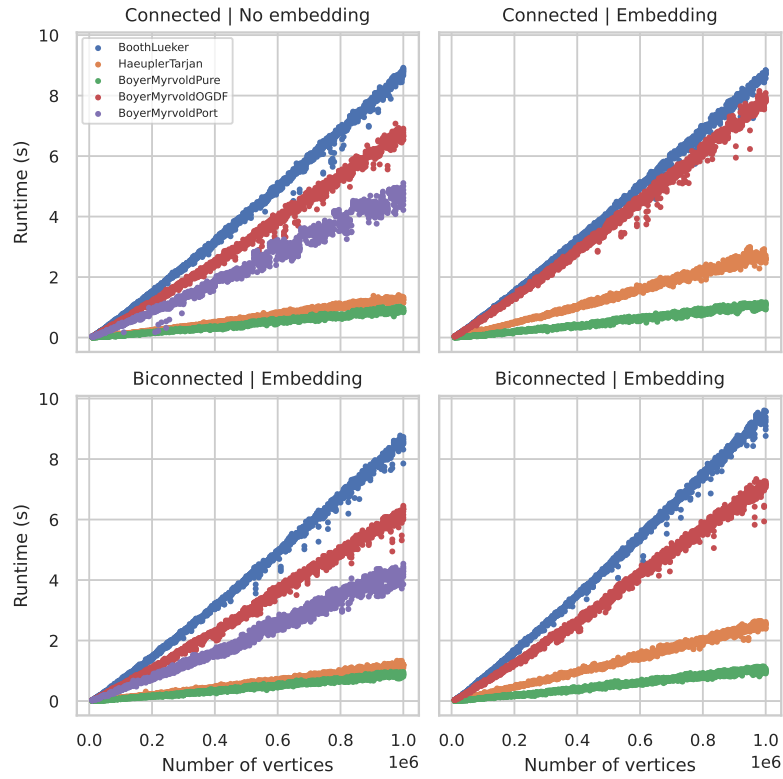 Connected | No embedding
Connected | Embedding
10
8
6
4
2
0
Runtime (s)
BoothLueker
HaeuplerTarjan
BoyerMyrvoldPure
BoyerMyrvoldOGDF
BoyerMyrvoldPort
Biconnected | Embedding
Biconnected | Embedding
10
8
6
4
2
0
Runtime (s)
0.0 0.2 0.4 0.6 0.8 1.0
1e6
Number of vertices
0.0 0.2 0.4 0.6 0.8 1.0
1e6
Number of vertices